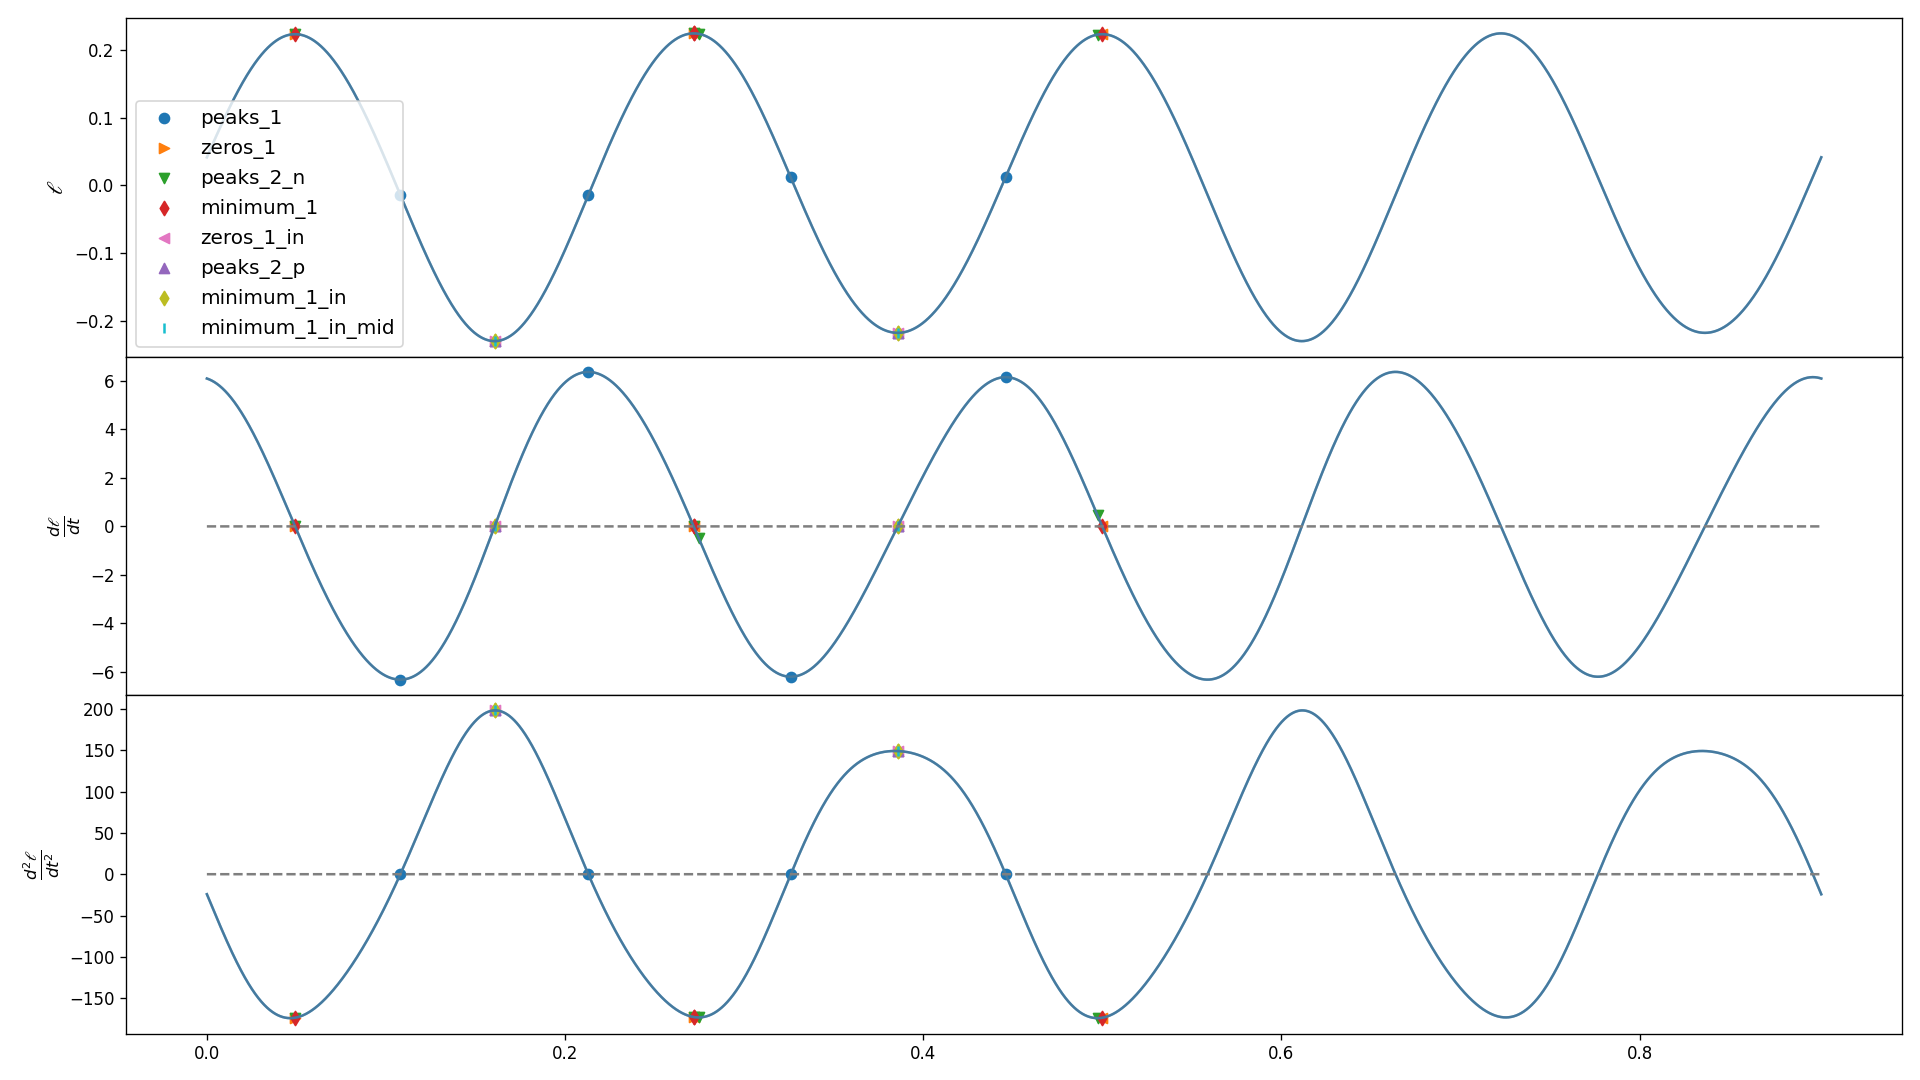 0.2
0.1
0.0
−0.1
−0.2
ℓ
peaks_1
zeros_1
peaks_2_n
minimum_1
zeros_1_in
peaks_2_p
minimum_1_in
minimum_1_in_mid
6
4
2
0
−2
−4
−6
dℓ
dt
200
150
100
50
0
−50
−100
−150
d²ℓ
dt²
0.0 0.2 0.4 0.6 0.8